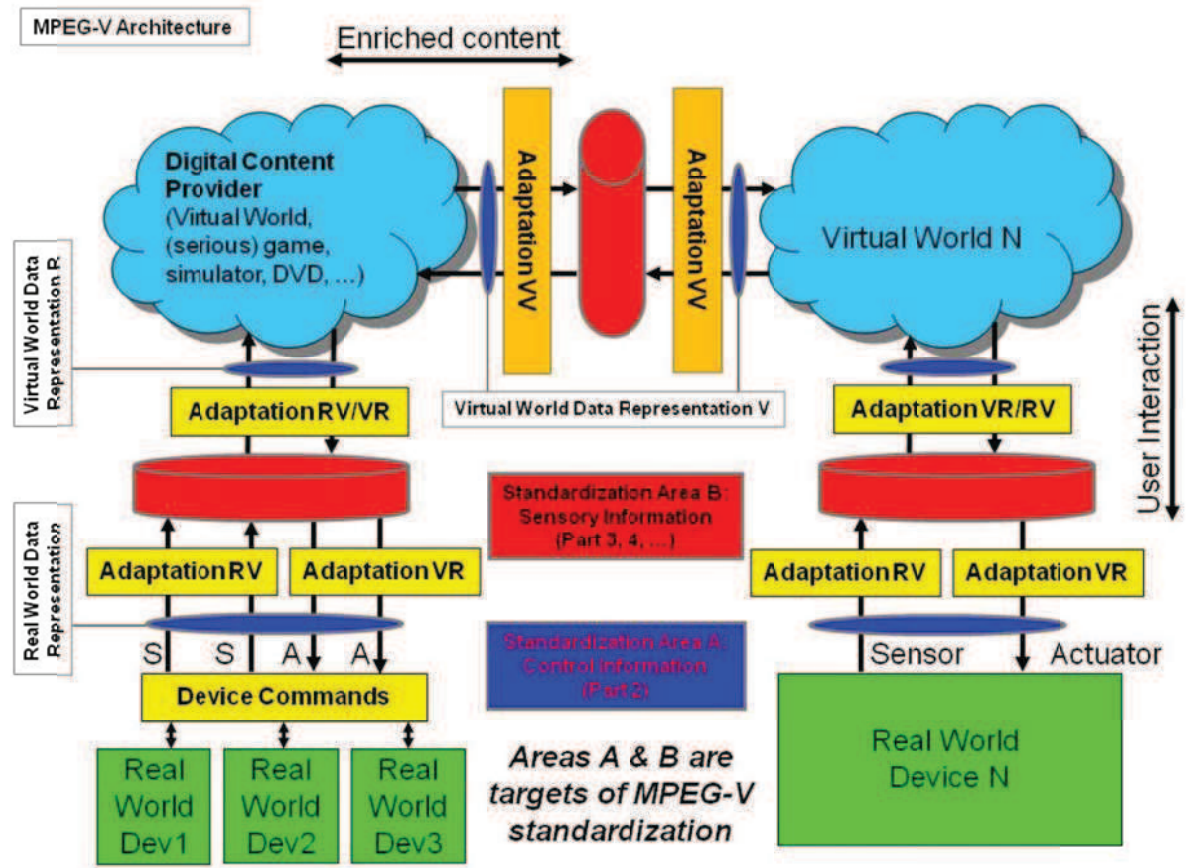 MPEG-V Architecture
Enriched content
Digital Content
Provider
(Virtual World,
(serious) game,
simulator, DVD, ...)
Adaptation VV
Adaptation VV
Virtual World N
Virtual World Data
Representation R
Adaptation RV/VR
Virtual World Data Representation V
Adaptation VR/RV
User Interaction
Standardization Area B:
Sensory Information
(Part 3, 4, ...)
Real World Data
Representation
Adaptation RV
Adaptation VR
Adaptation RV
Adaptation VR
Standardization Area A:
Control Information
(Part 2)
S S A A
Sensor
Actuator
Device Commands
Real
World
Dev1
Real
World
Dev2
Real
World
Dev3
Areas A & B are
targets of MPEG-V
standardization
Real World
Device N